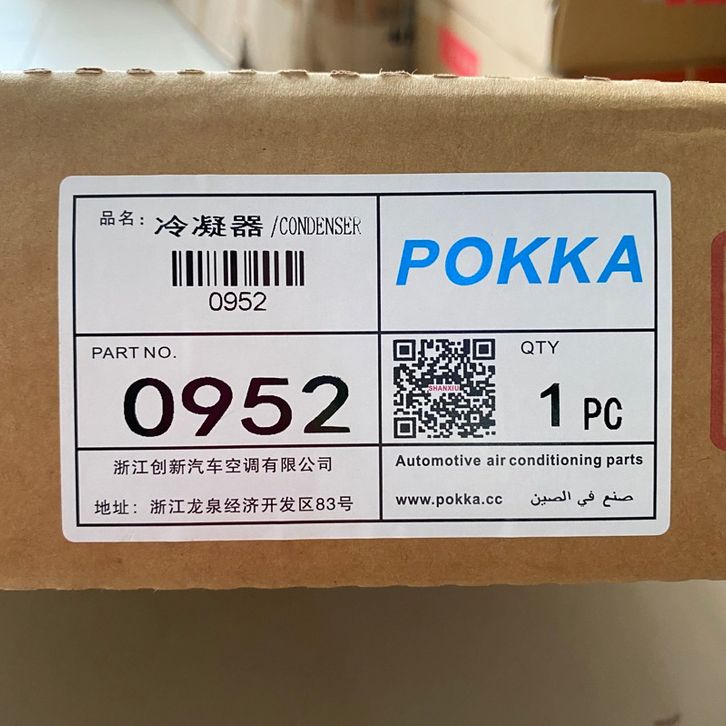 品名：冷凝器/CONDENSER
0952
POKKA
PART NO.
0952
SHANXIU
QTY
1 PC
浙江创新汽车空调有限公司
地址：浙江龙泉经济开发区83号
Automotive air conditioning parts
www.pokka.cc صنع في الصين